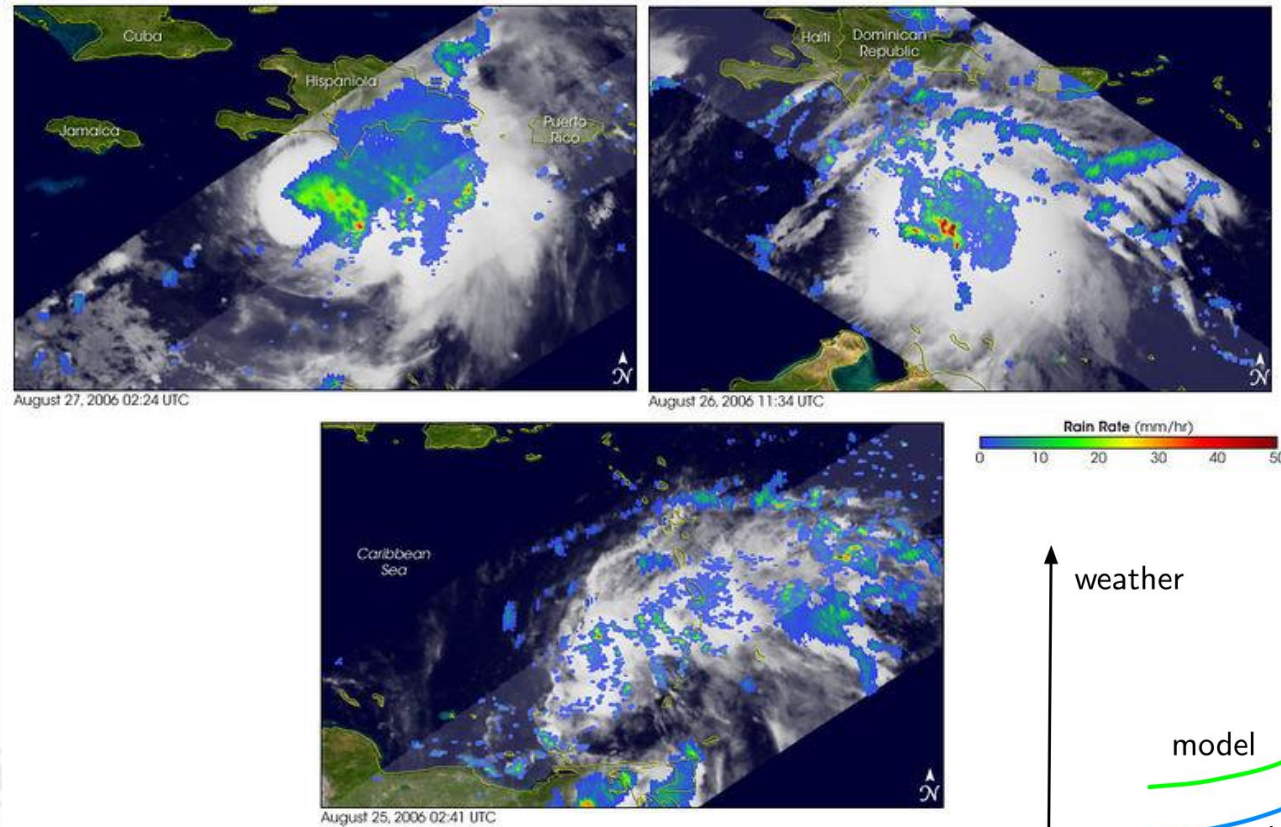 Cuba
Hispaniola
Jamaica
Puerto
Rico
N
August 27, 2006 02:24 UTC
Haiti
Dominican
Republic
N
August 26, 2006 11:34 UTC
Rain Rate (mm/hr)
0 10 20 30 40 50
Caribbean
Sea
N
August 25, 2006 02:41 UTC
weather
model